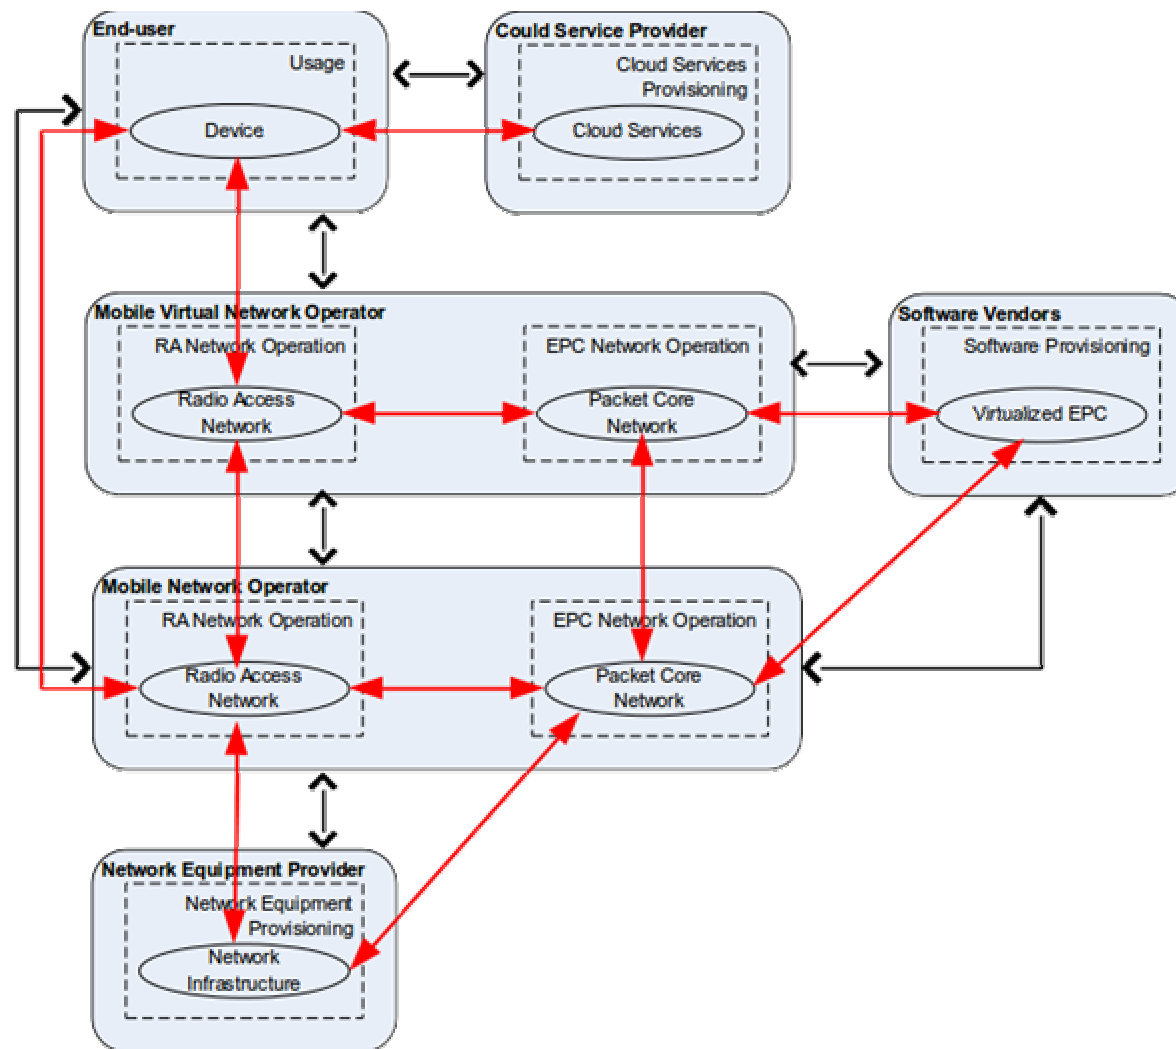 End-user
Usage
Device
Could Service Provider
Cloud Services
Provisioning
Cloud Services
Mobile Virtual Network Operator
RA Network Operation
Radio Access
Network
EPC Network Operation
Packet Core
Network
Software Vendors
Software Provisioning
Virtualized EPC
Mobile Network Operator
RA Network Operation
Radio Access
Network
EPC Network Operation
Packet Core
Network
Network Equipment Provider
Network Equipment
Provisioning
Network
Infrastructure